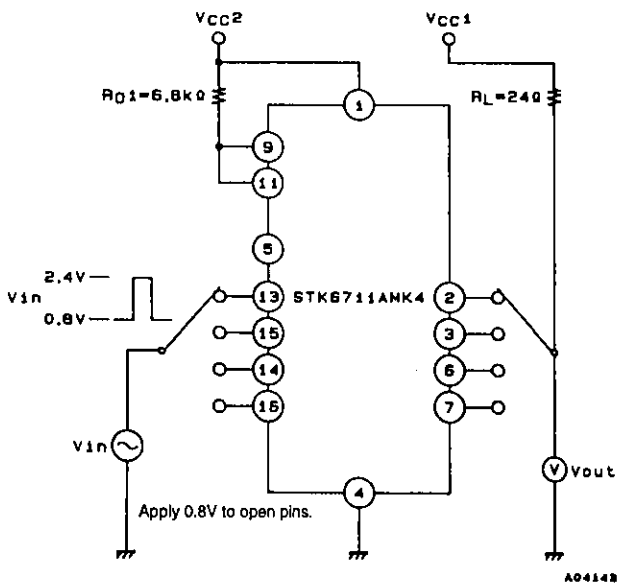 VCC2
VCC1
RO1=6.8kΩ
RL=24Ω
1
9
11
5
2.4V
Vin
0.8V
13
STK6711AMK4
2
15
3
14
6
16
7
Vin
V
Vout
4
Apply 0.8V to open pins.
A04142